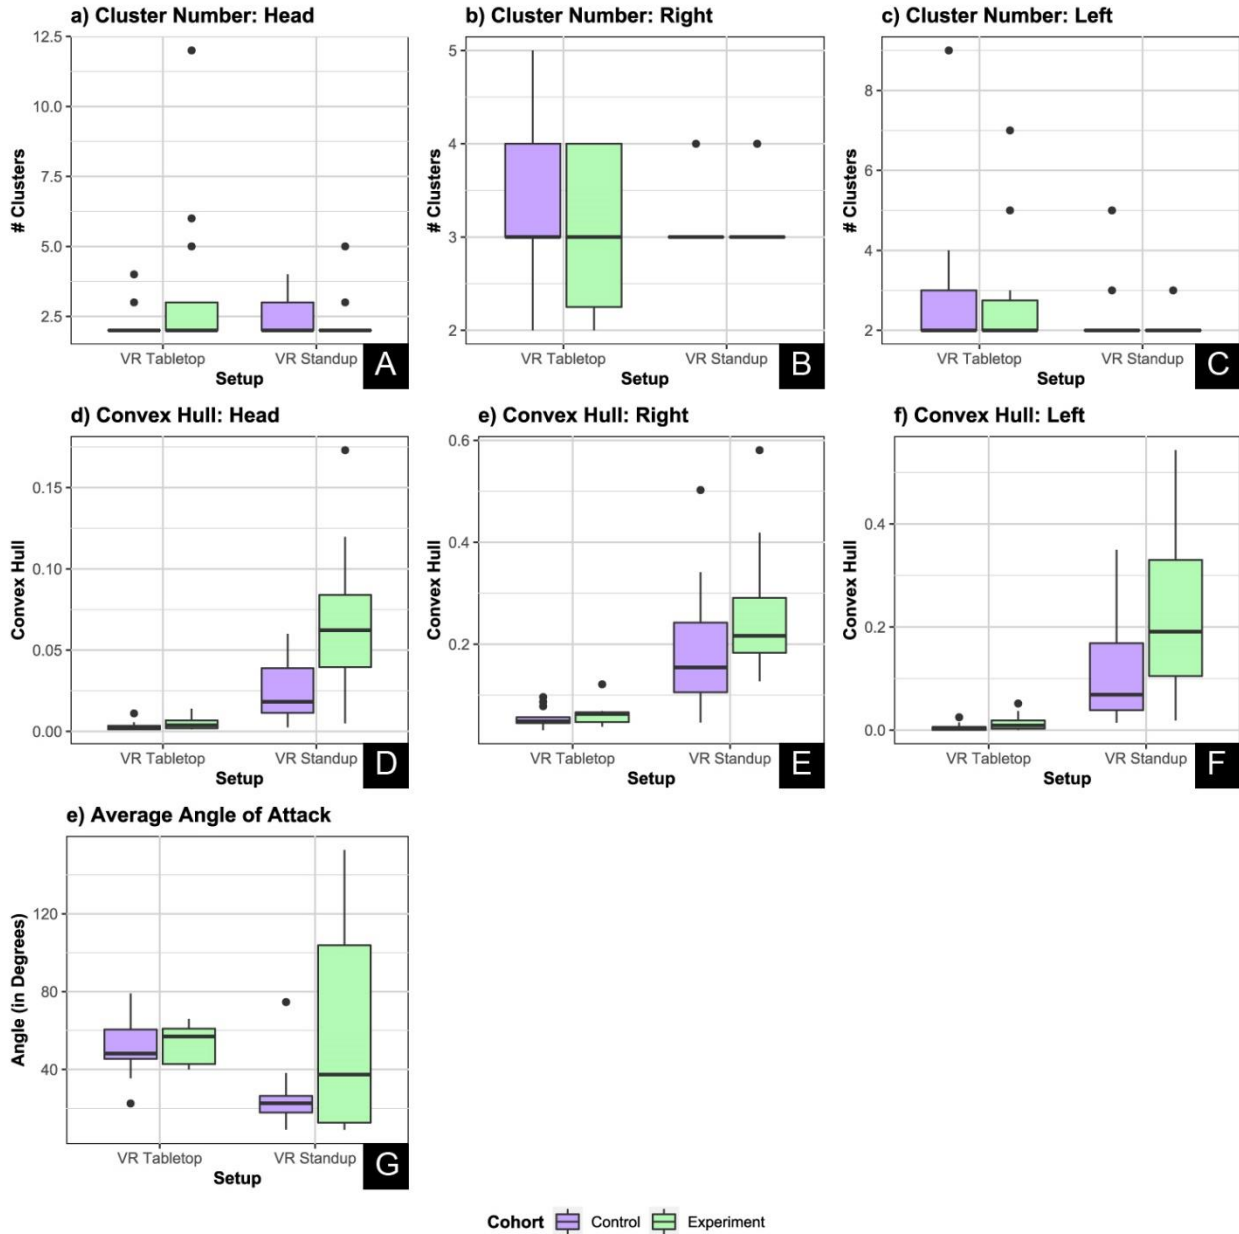 a) Cluster Number: Head
12.5
10.0
7.5
5.0
2.5
# Clusters
VR Tabletop VR Standup
Setup
A
b) Cluster Number: Right
5
4
3
2
# Clusters
VR Tabletop VR Standup
Setup
B
c) Cluster Number: Left
8
6
4
2
# Clusters
VR Tabletop VR Standup
Setup
C
d) Convex Hull: Head
0.15
0.10
0.05
0.00
Convex Hull
VR Tabletop VR Standup
Setup
D
e) Convex Hull: Right
0.6
0.4
0.2
Convex Hull
VR Tabletop VR Standup
Setup
E
f) Convex Hull: Left
0.4
0.2
0.0
Convex Hull
VR Tabletop VR Standup
Setup
F
e) Average Angle of Attack
120
80
40
Angle (in Degrees)
VR Tabletop VR Standup
Setup
G
Cohort Control Experiment